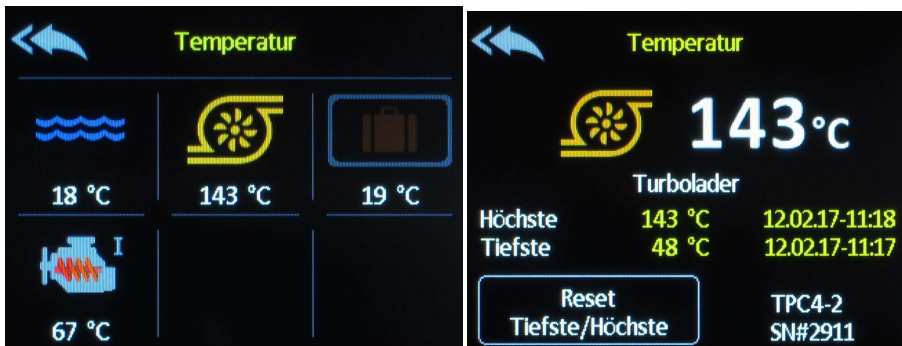 Temperatur
18 °C
143 °C
19 °C
I
67 °C
Temperatur
143°C
Turbolader
Höchste 143 °C 12.02.17-11:18
Tiefste 48 °C 12.02.17-11:17
Reset
Tiefste/Höchste
TPC4-2
SN#2911